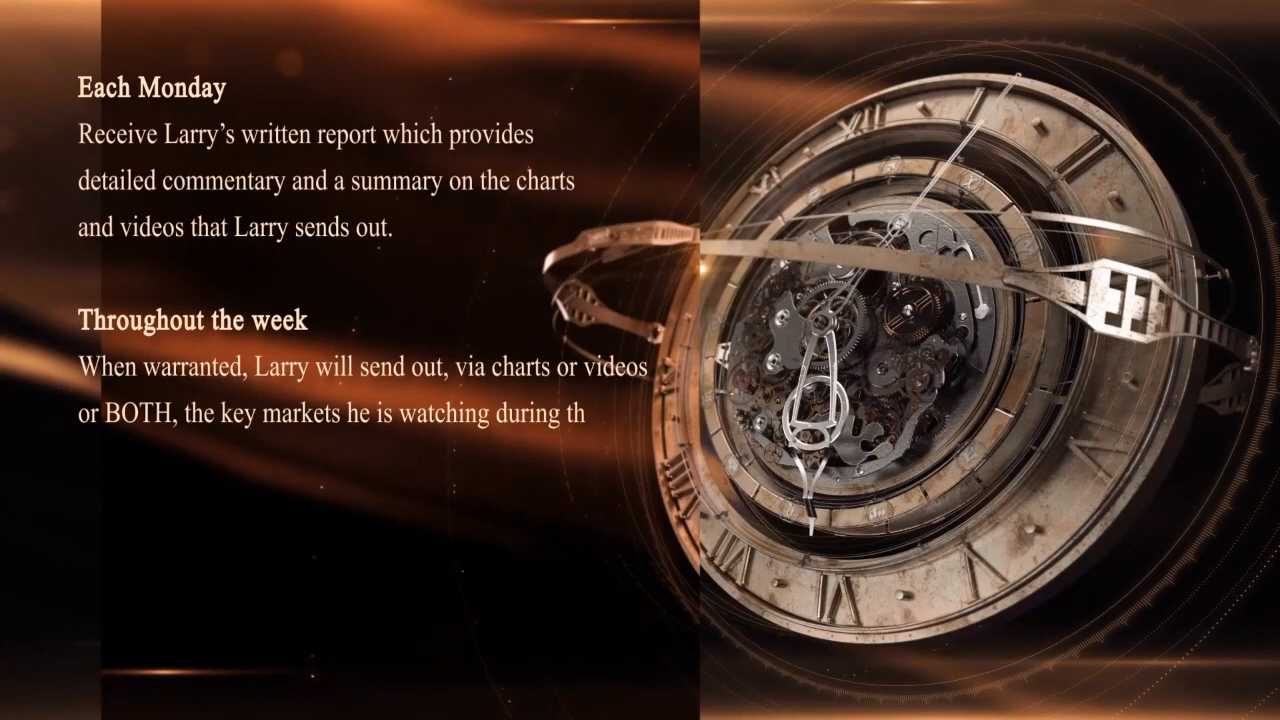 Each Monday
Receive Larry’s written report which provides
detailed commentary and a summary on the charts
and videos that Larry sends out.
Throughout the week
When warranted, Larry will send out, via charts or videos
or BOTH, the key markets he is watching during th
XII
XI